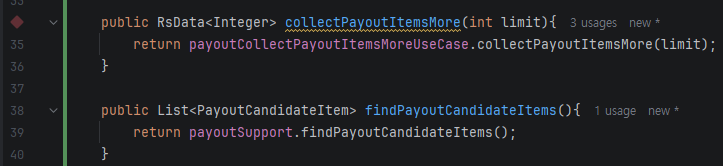 public RsData<Integer> collectPayoutItemsMore(int limit){ 3 usages new *
35 return payoutCollectPayoutItemsMoreUseCase.collectPayoutItemsMore(limit);
36 }
37
38 public List<PayoutCandidateItem> findPayoutCandidateItems(){ 1 usage new *
39 return payoutSupport.findPayoutCandidateItems();
40 }